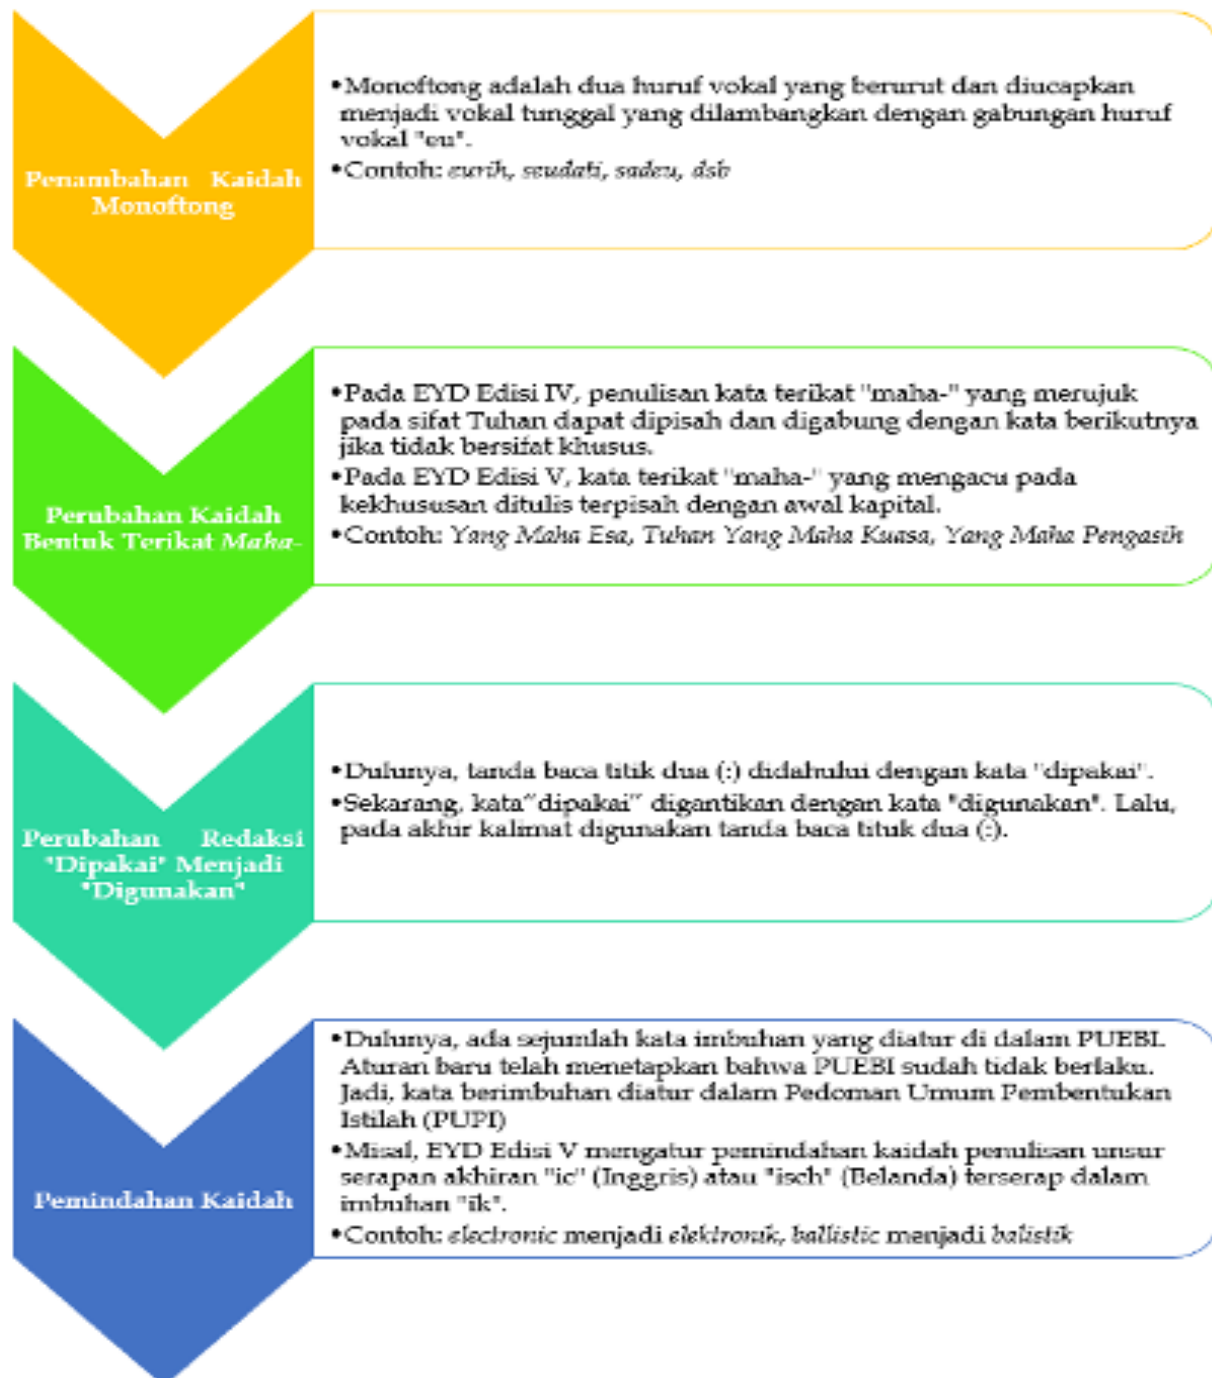 Penambahan Kaidah
Monoftong
•Monoftong adalah dua huruf vokal yang berurut dan diucapkan
menjadi vokal tunggal yang dilambangkan dengan gabungan huruf
vokal "eu".
•Contoh: eurih, seudati, sadeu, dsb
Perubahan Kaidah
Bentuk Terikat Maha-
•Pada EYD Edisi IV, penulisan kata terikat "maha-" yang merujuk
pada sifat Tuhan dapat dipisah dan digabung dengan kata berikutnya
jika tidak bersifat khusus.
•Pada EYD Edisi V, kata terikat "maha-" yang mengacu pada
kekhususan ditulis terpisah dengan awal kapital.
•Contoh: Yang Maha Esa, Tuhan Yang Maha Kuasa, Yang Maha Pengasih
Perubahan Redaksi
"Dipakai" Menjadi
"Digunakan"
•Dulunya, tanda baca titik dua (:) didahului dengan kata "dipakai".
•Sekarang, kata“dipakai” digantikan dengan kata "digunakan". Lalu,
pada akhir kalimat digunakan tanda baca tituk dua (:).
Pemindahan Kaidah
•Dulunya, ada sejumlah kata imbuhan yang diatur di dalam PUEBI.
Aturan baru telah menetapkan bahwa PUEBI sudah tidak berlaku.
Jadi, kata berimbuhan diatur dalam Pedoman Umum Pembentukan
Istilah (PUPI)
•Misal, EYD Edisi V mengatur pemindahan kaidah penulisan unsur
serapan akhiran "ic" (Inggris) atau "isch" (Belanda) terserap dalam
imbuhan "ik".
•Contoh: electronic menjadi elektronik, ballistic menjadi balistik